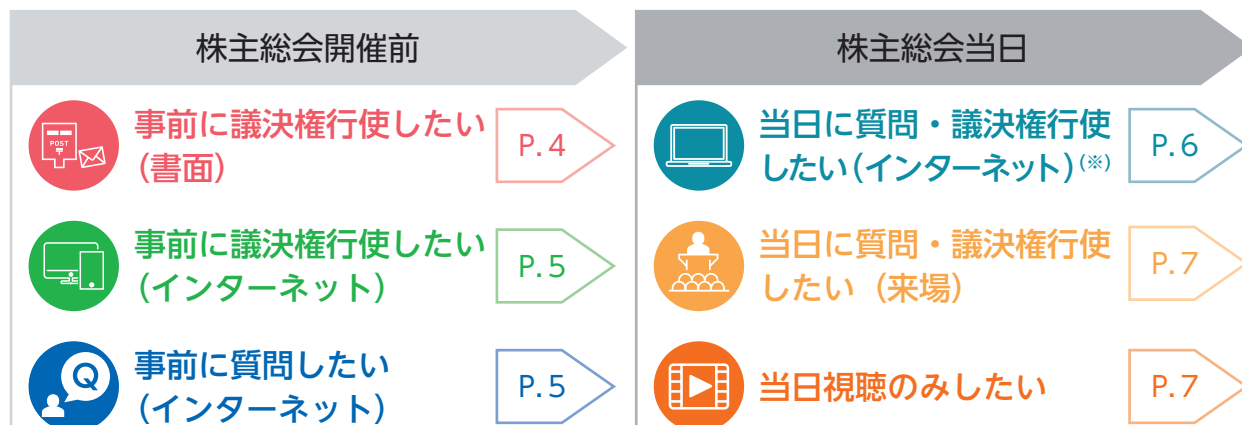 株主総会開催前
POST
事前に議決権行使したい
(書面)
P.4
事前に議決権行使したい
(インターネット)
P.5
Q
事前に質問したい
(インターネット)
P.5
株主総会当日
当日に質問・議決権行使
したい(インターネット)(※)
P.6
当日に質問・議決権行使
したい（来場）
P.7
当日視聴のみしたい
P.7